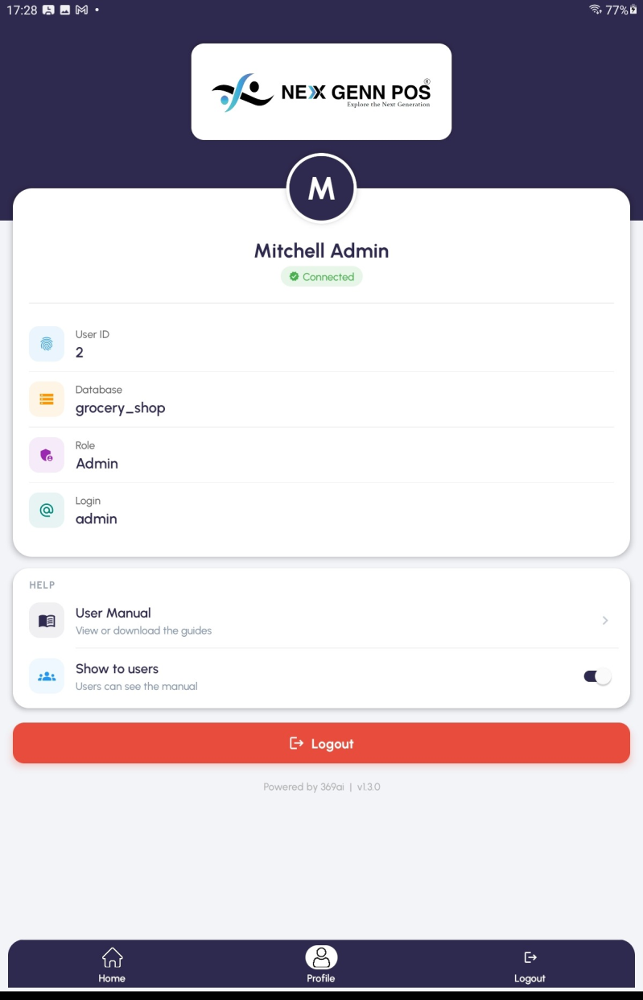 17:28
77%
NEXX GENN POS®
Explore the Next Generation
M
Mitchell Admin
Connected
User ID
2
Database
grocery_shop
Role
Admin
Login
admin
HELP
User Manual
View or download the guides
Show to users
Users can see the manual
Logout
Powered by 369ai | v1.3.0
Home
Profile
Logout